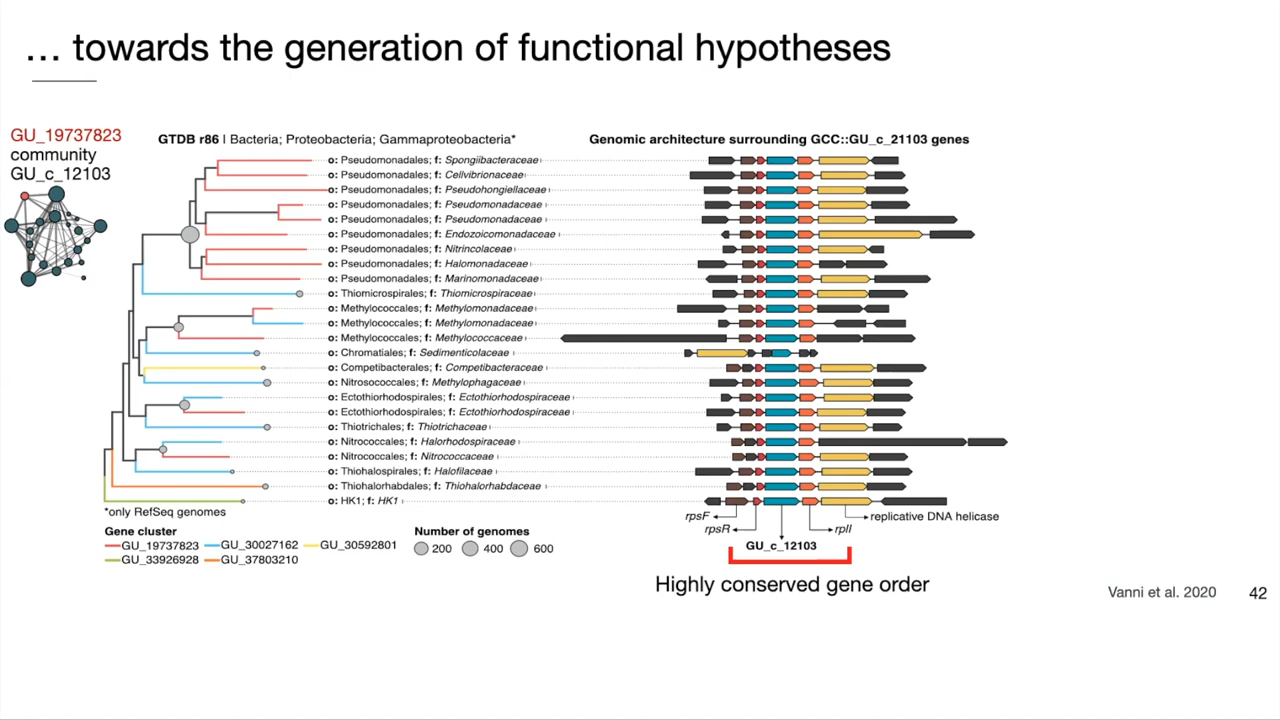 … towards the generation of functional hypotheses
GU_19737823
community
GU_c_12103
GTDB r86 | Bacteria; Proteobacteria; Gammaproteobacteria*
Genomic architecture surrounding GCC::GU_c_21103 genes
o: Pseudomonadales; f: Spongiibacteraceae
o: Pseudomonadales; f: Cellvibrionaceae
o: Pseudomonadales; f: Pseudohongiellaceae
o: Pseudomonadales; f: Pseudomonadaceae
o: Pseudomonadales; f: Pseudomonadaceae
o: Pseudomonadales; f: Endozoicomonadaceae
o: Pseudomonadales; f: Nitrincolaceae
o: Pseudomonadales; f: Halomonadaceae
o: Pseudomonadales; f: Marinomonadaceae
o: Thiomicrospirales; f: Thiomicrospiraceae
o: Methylococcales; f: Methylomonadaceae
o: Methylococcales; f: Methylomonadaceae
o: Methylococcales; f: Methylococcaceae
o: Chromatiales; f: Sedimenticolaceae
o: Competibacterales; f: Competibacteraceae
o: Nitrosococcales; f: Methylophagaceae
o: Ectothiorhodospirales; f: Ectothiorhodospiraceae
o: Ectothiorhodospirales; f: Ectothiorhodospiraceae
o: Thiotrichales; f: Thiotrichaceae
o: Nitrococcales; f: Halorhodospiraceae
o: Nitrococcales; f: Nitrococcaceae
o: Thiohalospirales; f: Halofilaceae
o: Thiohalorhabdales; f: Thiohalorhabdaceae
o: HK1; f: HK1
*only RefSeq genomes
rpsF
rpsR
GU_c_12103
rplI
replicative DNA helicase
Gene cluster
GU_19737823 GU_30027162 GU_30592801
GU_33926928 GU_37803210
Number of genomes
200 400 600
Highly conserved gene order
Vanni et al. 2020
42